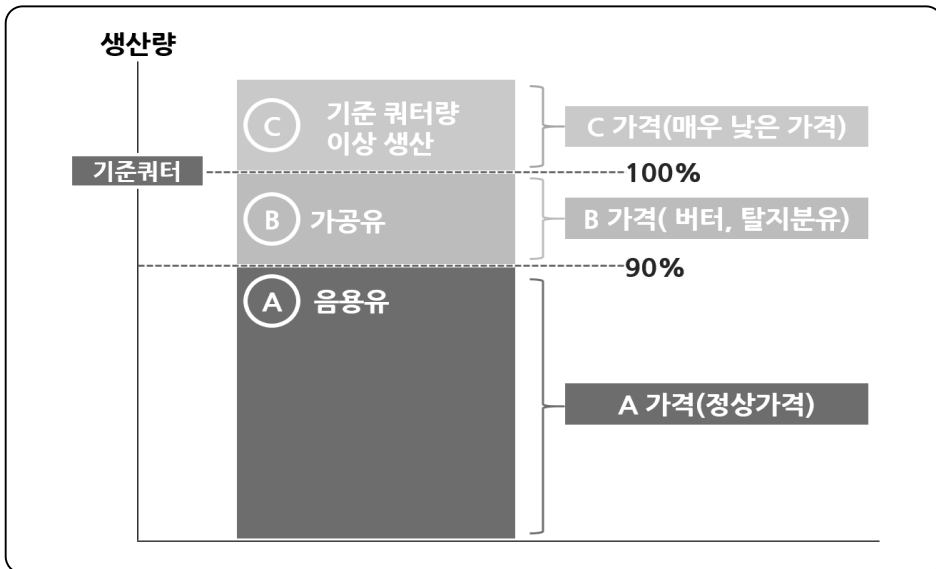 생산량
C 기준 쿼터량
이상 생산
C 가격(매우 낮은 가격)
기준쿼터
100%
B 가공유
B 가격( 버터, 탈지분유)
90%
A 음용유
A 가격(정상가격)